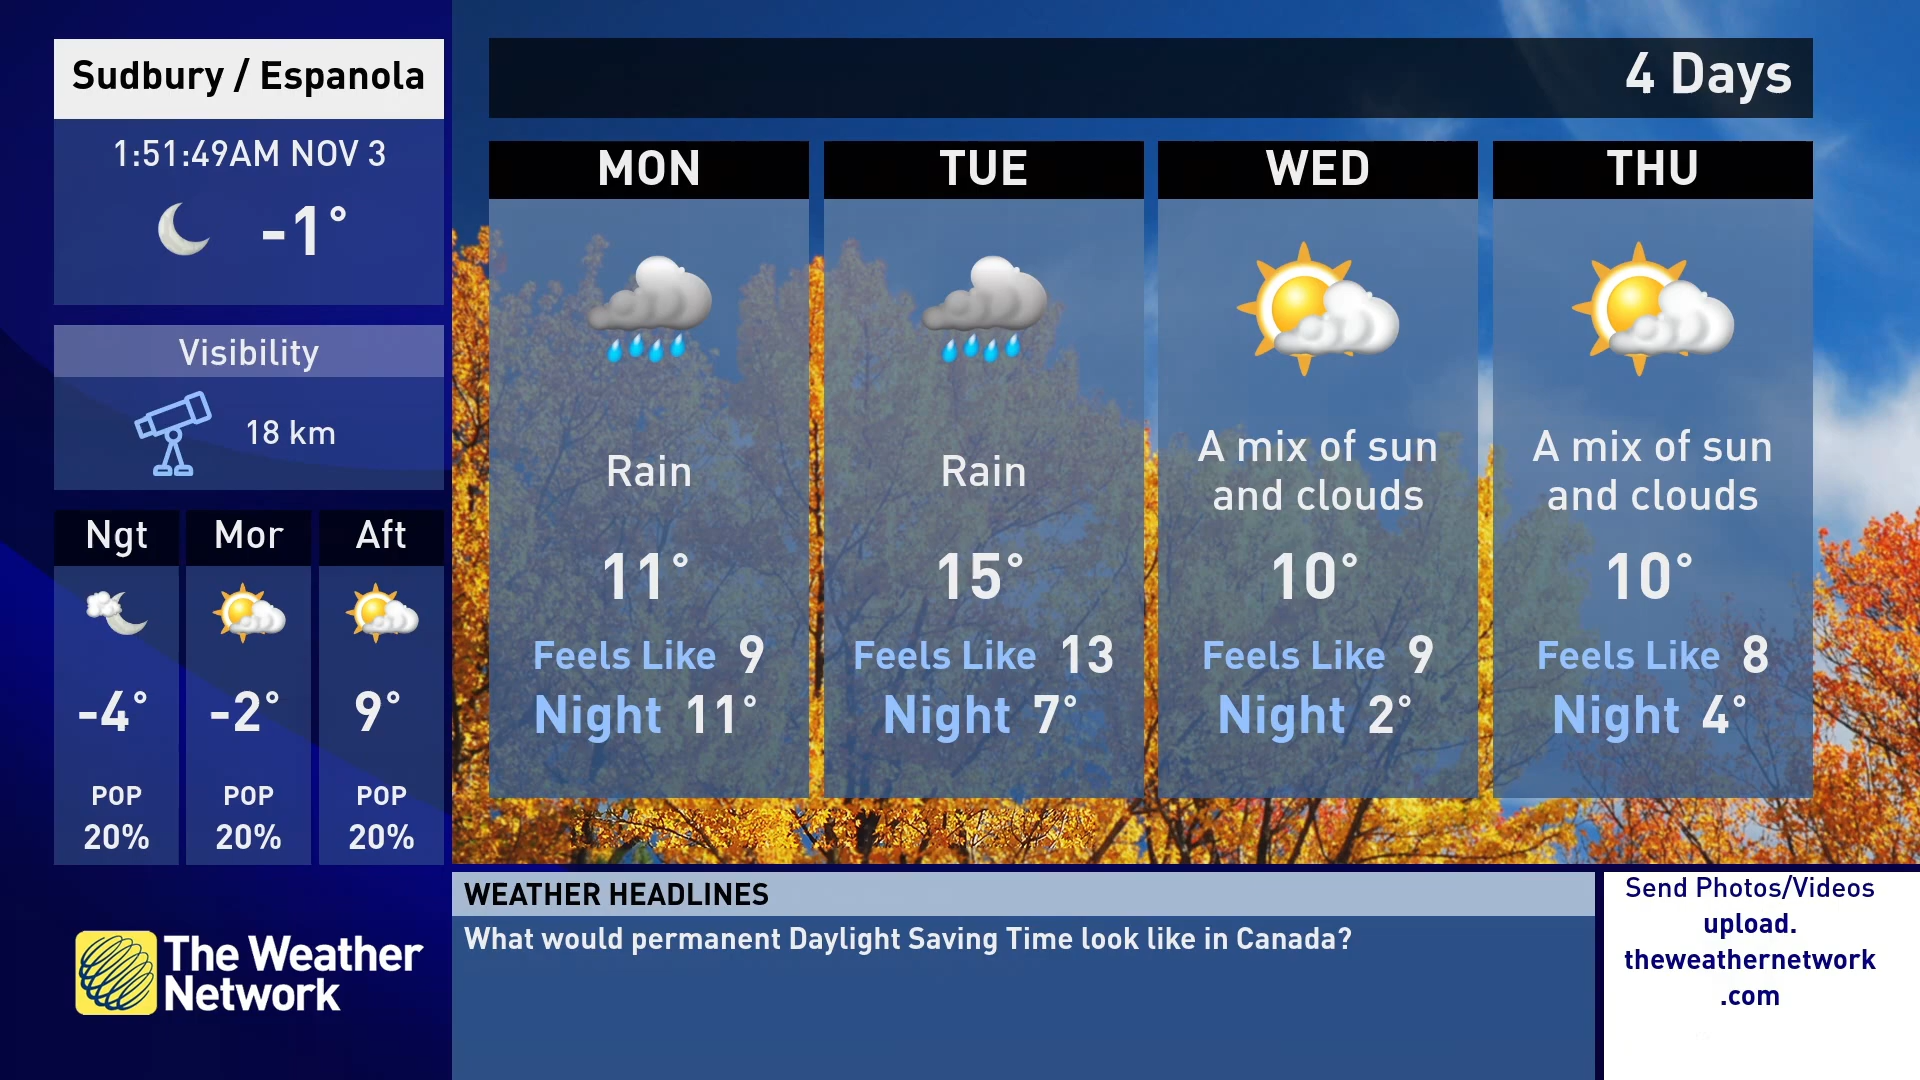 Sudbury / Espanola
1:51:49AM NOV 3
-1°
Visibility
18 km
Ngt Mor Aft
-4° -2° 9°
POP POP POP
20% 20% 20%
The Weather
Network
4 Days
MON TUE WED THU
Rain Rain A mix of sun and clouds A mix of sun and clouds
11° 15° 10° 10°
Feels Like 9 Feels Like 13 Feels Like 9 Feels Like 8
Night 11° Night 7° Night 2° Night 4°
WEATHER HEADLINES
What would permanent Daylight Saving Time look like in Canada?
Send Photos/Videos
upload.
theweathernetwork
.com